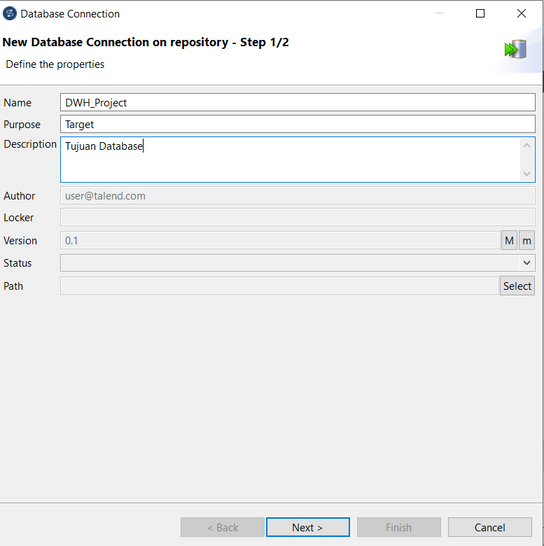 Database Connection
New Database Connection on repository - Step 1/2
Define the properties
Name DWH_Project
Purpose Target
Description Tujuan Database
Author user@talend.com
Locker
Version 0.1 M m
Status
Path Select
< Back Next > Finish Cancel